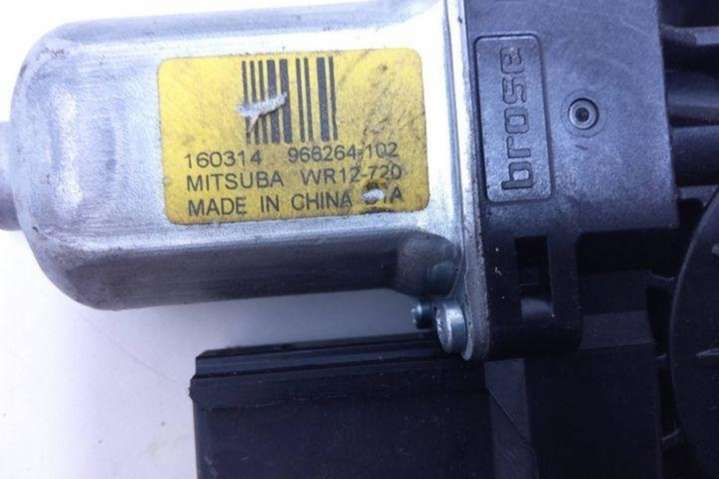 160314 966264-102
MITSUBA WR12-720
MADE IN CHINA
brose